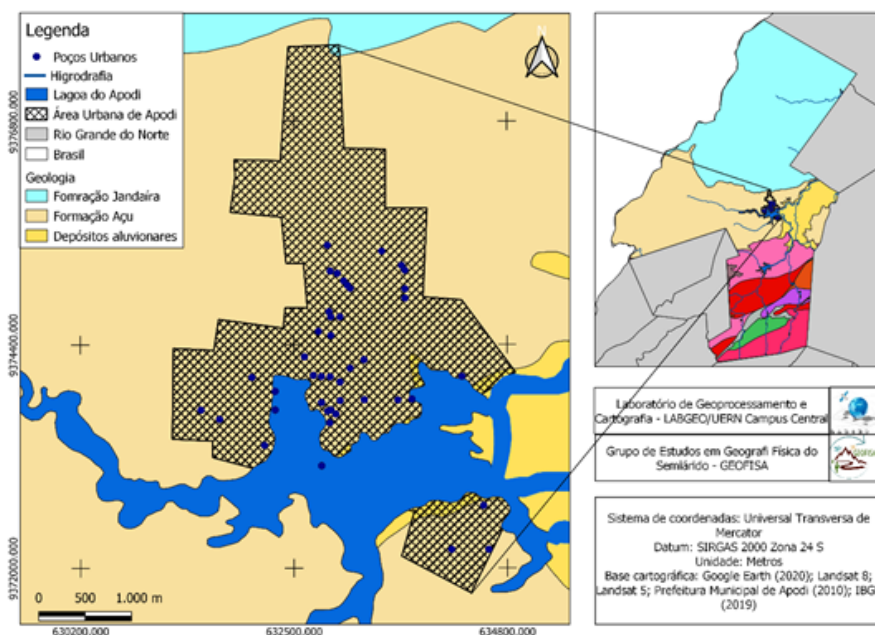 Legenda
Poços Urbanos
Higrodrafia
Lagoa do Apodi
Área Urbana de Apodi
Rio Grande do Norte
Brasil
Geologia
Fomração Jandaíra
Formação Açu
Depósitos aluvionares
N
9376800.000
9374400.000
9372000.000
0 500 1.000 m
630200.000
632500.000
634800.000
Laboratório de Geoprocessamento e
Cartografia - LABGEO/UERN Campus Central
Grupo de Estudos em Geografi Física do
Semiárido - GEOFISA
Sistema de coordenadas: Universal Transversa de
Mercator
Datum: SIRGAS 2000 Zona 24 S
Unidade: Metros
Base cartográfica: Google Earth (2020); Landsat 8;
Landsat 5; Prefeitura Municipal de Apodi (2010); IBG
(2019)